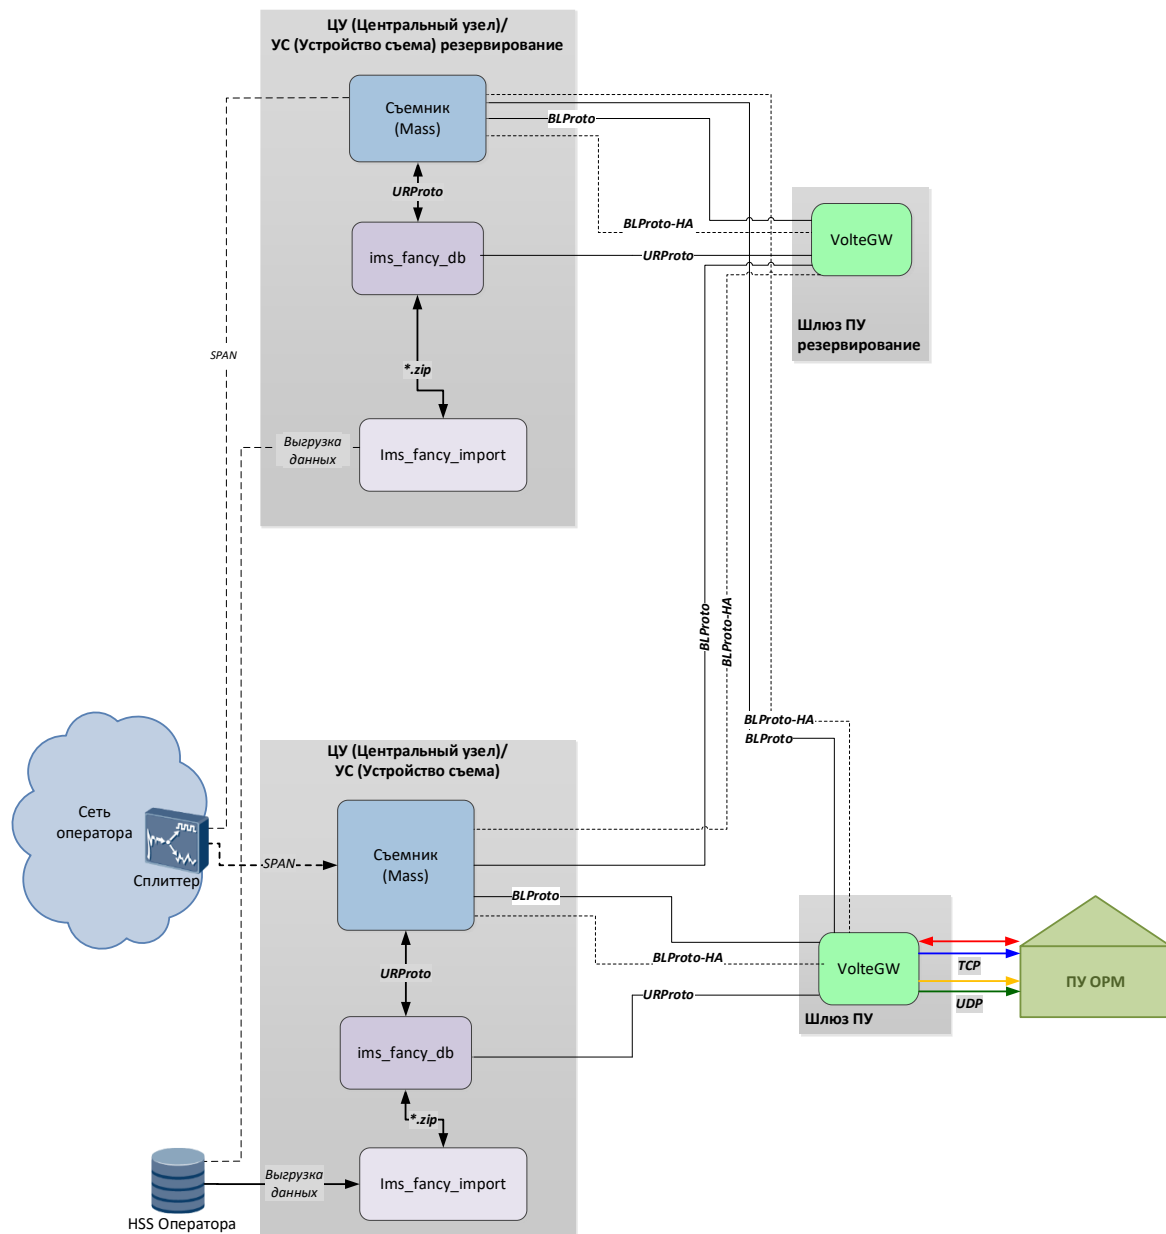 ЦУ (Центральный узел)/
УС (Устройство съема) резервирование
Съемник
(Mass)
BLProto
URProto
BLProto-HA
VolteGW
ims_fancy_db
URProto
Шлюз ПУ
резервирование
SPAN
*.zip
Выгрузка
данных
Ims_fancy_import
BLProto
BLProto-HA
BLProto-HA
BLProto
ЦУ (Центральный узел)/
УС (Устройство съема)
Сеть
оператора
Сплиттер
SPAN
Съемник
(Mass)
BLProto
BLProto-HA
URProto
VolteGW
TCP
UDP
ПУ ОРМ
URProto
Шлюз ПУ
ims_fancy_db
*.zip
Выгрузка
данных
Ims_fancy_import
HSS Оператора